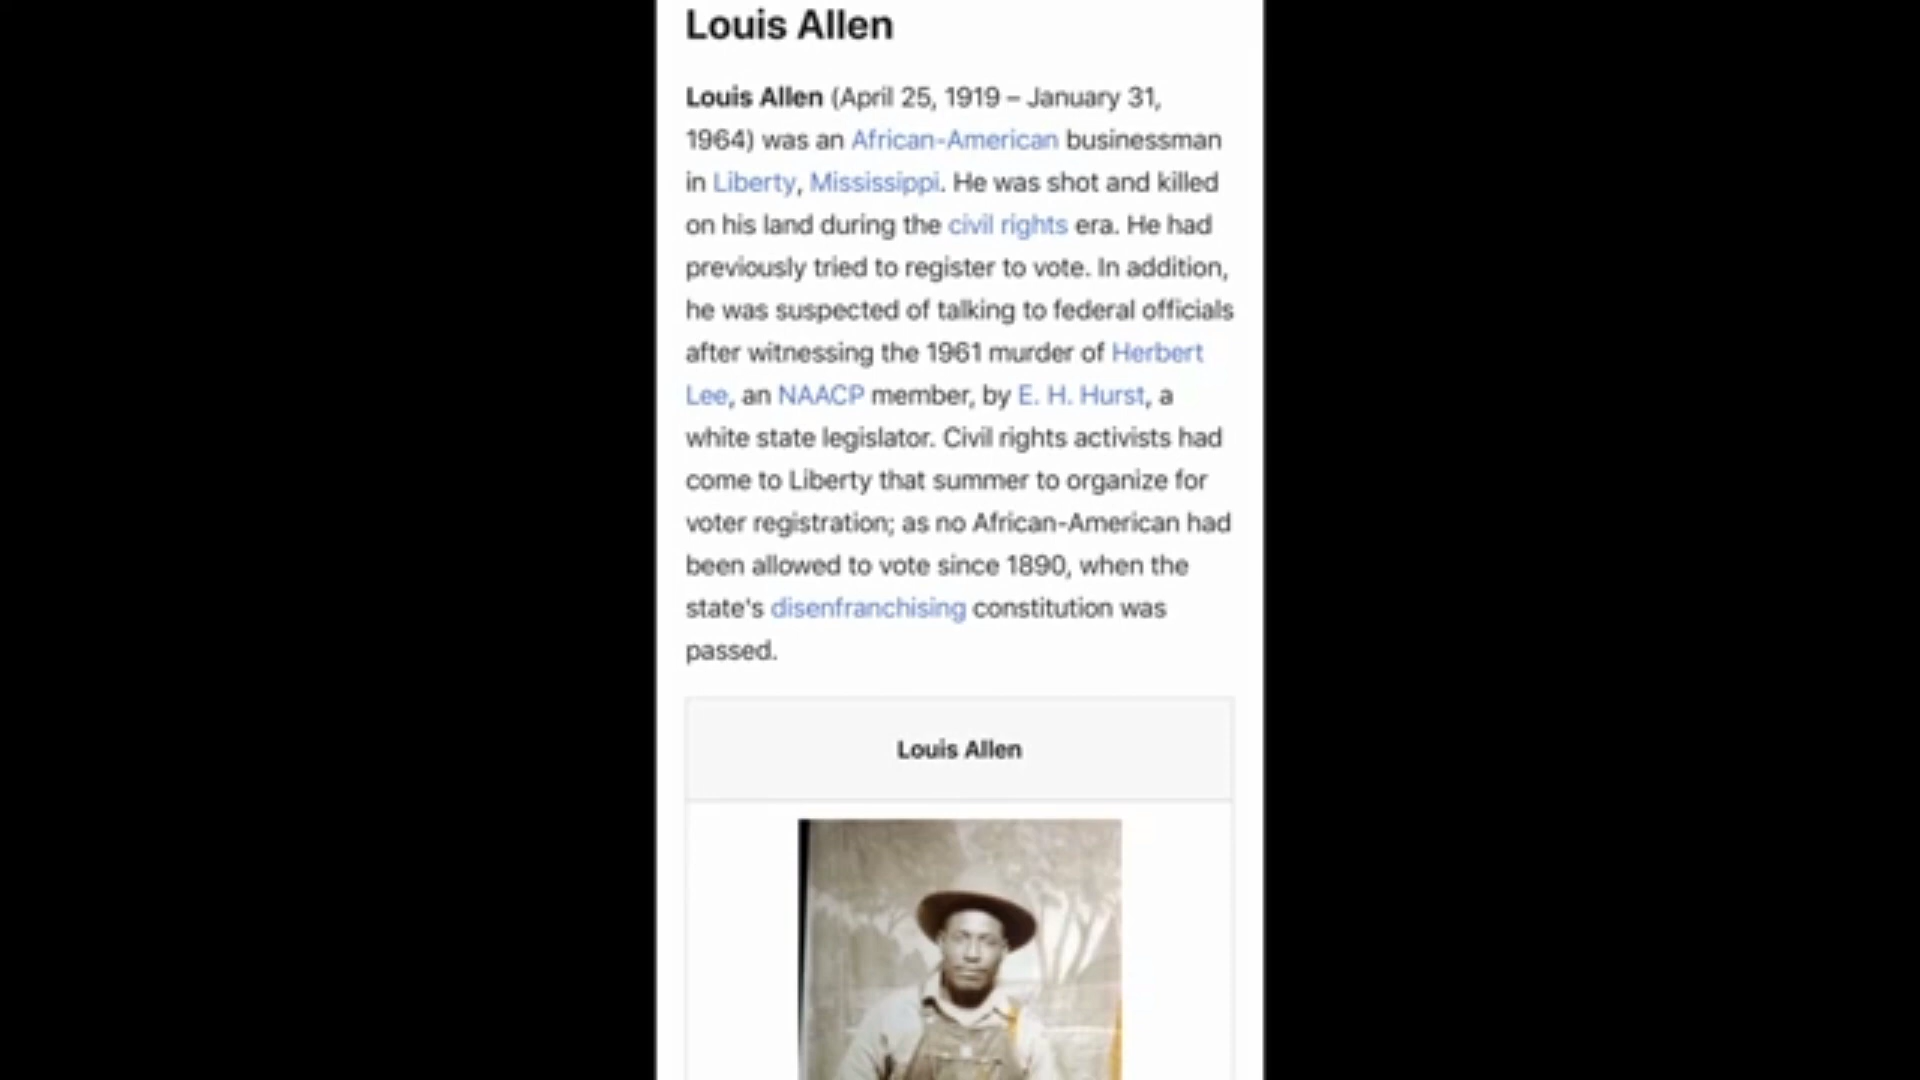 Louis Allen
Louis Allen (April 25, 1919 – January 31,
1964) was an African-American businessman
in Liberty, Mississippi. He was shot and killed
on his land during the civil rights era. He had
previously tried to register to vote. In addition,
he was suspected of talking to federal officials
after witnessing the 1961 murder of Herbert
Lee, an NAACP member, by E. H. Hurst, a
white state legislator. Civil rights activists had
come to Liberty that summer to organize for
voter registration; as no African-American had
been allowed to vote since 1890, when the
state's disenfranchising constitution was
passed.
Louis Allen